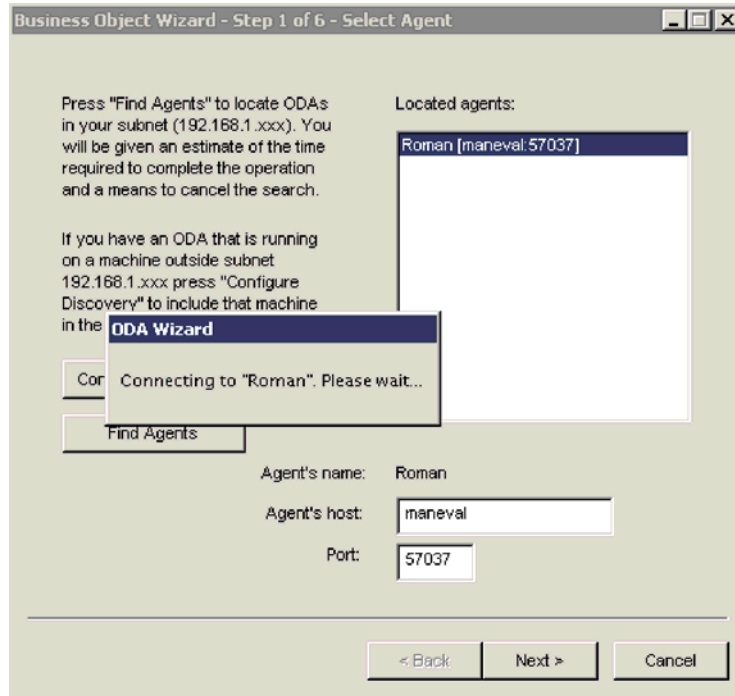 Business Object Wizard - Step 1 of 6 - Select Agent
Press "Find Agents" to locate ODAs
in your subnet (192.168.1.xxx). You
will be given an estimate of the time
required to complete the operation
and a means to cancel the search.
If you have an ODA that is running
on a machine outside subnet
192.168.1.xxx press "Configure
Discovery" to include that machine
in the
Located agents:
Roman [maneval:57037]
ODA Wizard
Connecting to "Roman". Please wait...
Find Agents
Agent's name: Roman
Agent's host: maneval
Port: 57037
< Back
Next >
Cancel